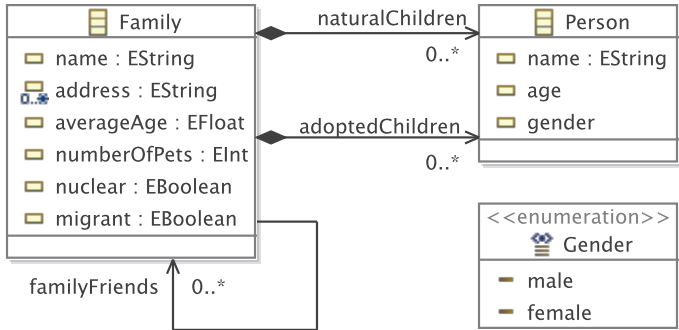 Family
name : EString
0..*
address : EString
averageAge : EFloat
numberOfPets : EInt
nuclear : EBoolean
migrant : EBoolean
naturalChildren
0..*
adoptedChildren
0..*
familyFriends
0..*
Person
name : EString
age
gender
<<enumeration>>
Gender
male
female